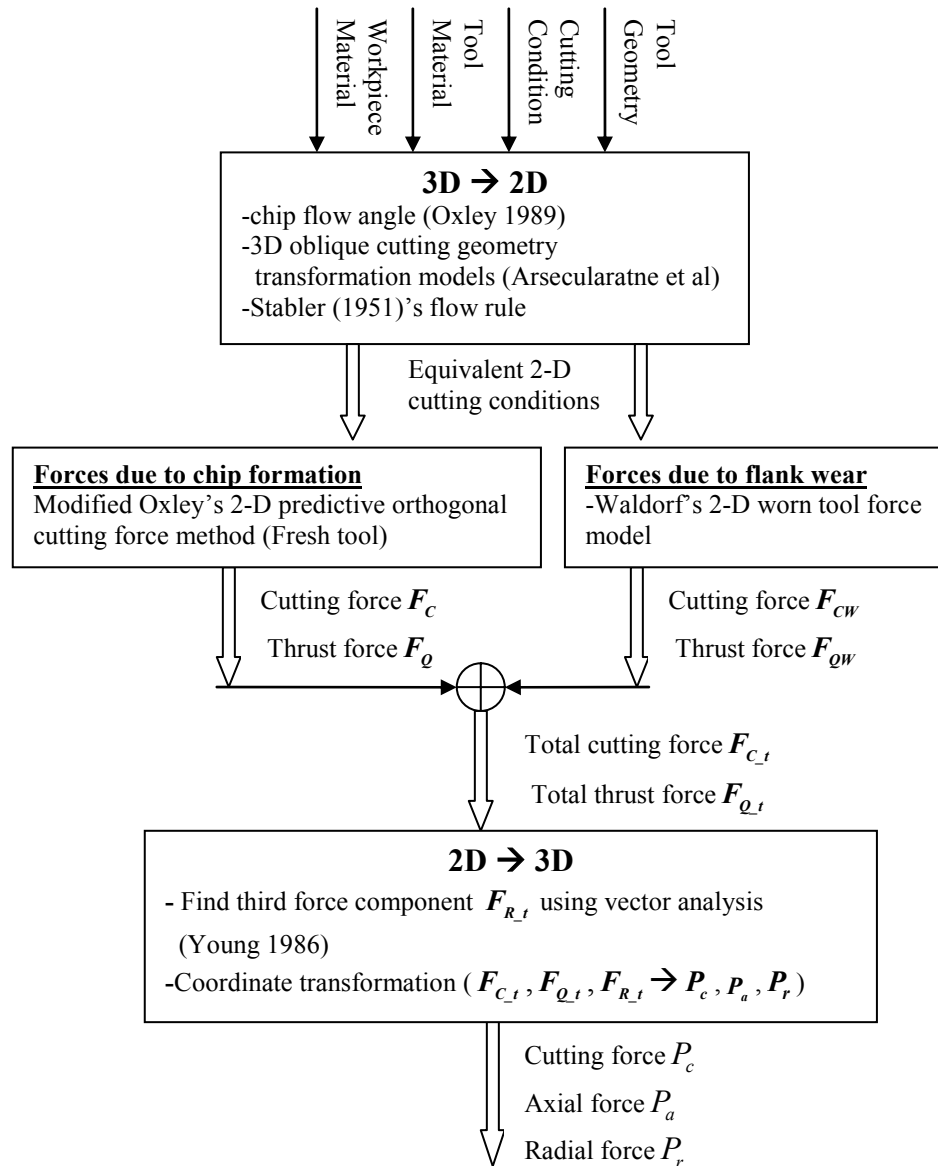 Workpiece
Material
Tool
Material
Cutting
Condition
Tool
Geometry
3D → 2D
-chip flow angle (Oxley 1989)
-3D oblique cutting geometry
transformation models (Arsecularatne et al)
-Stabler (1951)'s flow rule
Equivalent 2-D
cutting conditions
Forces due to chip formation
Modified Oxley's 2-D predictive orthogonal
cutting force method (Fresh tool)
Forces due to flank wear
-Waldorf's 2-D worn tool force
model
Cutting force F_C
Thrust force F_Q
Cutting force F_CW
Thrust force F_QW
Total cutting force F_C_t
Total thrust force F_Q_t
2D → 3D
- Find third force component F_R_t using vector analysis
(Young 1986)
-Coordinate transformation ( F_C_t , F_Q_t , F_R_t → P_c , P_a , P_r )
Cutting force P_c
Axial force P_a
Radial force P_r